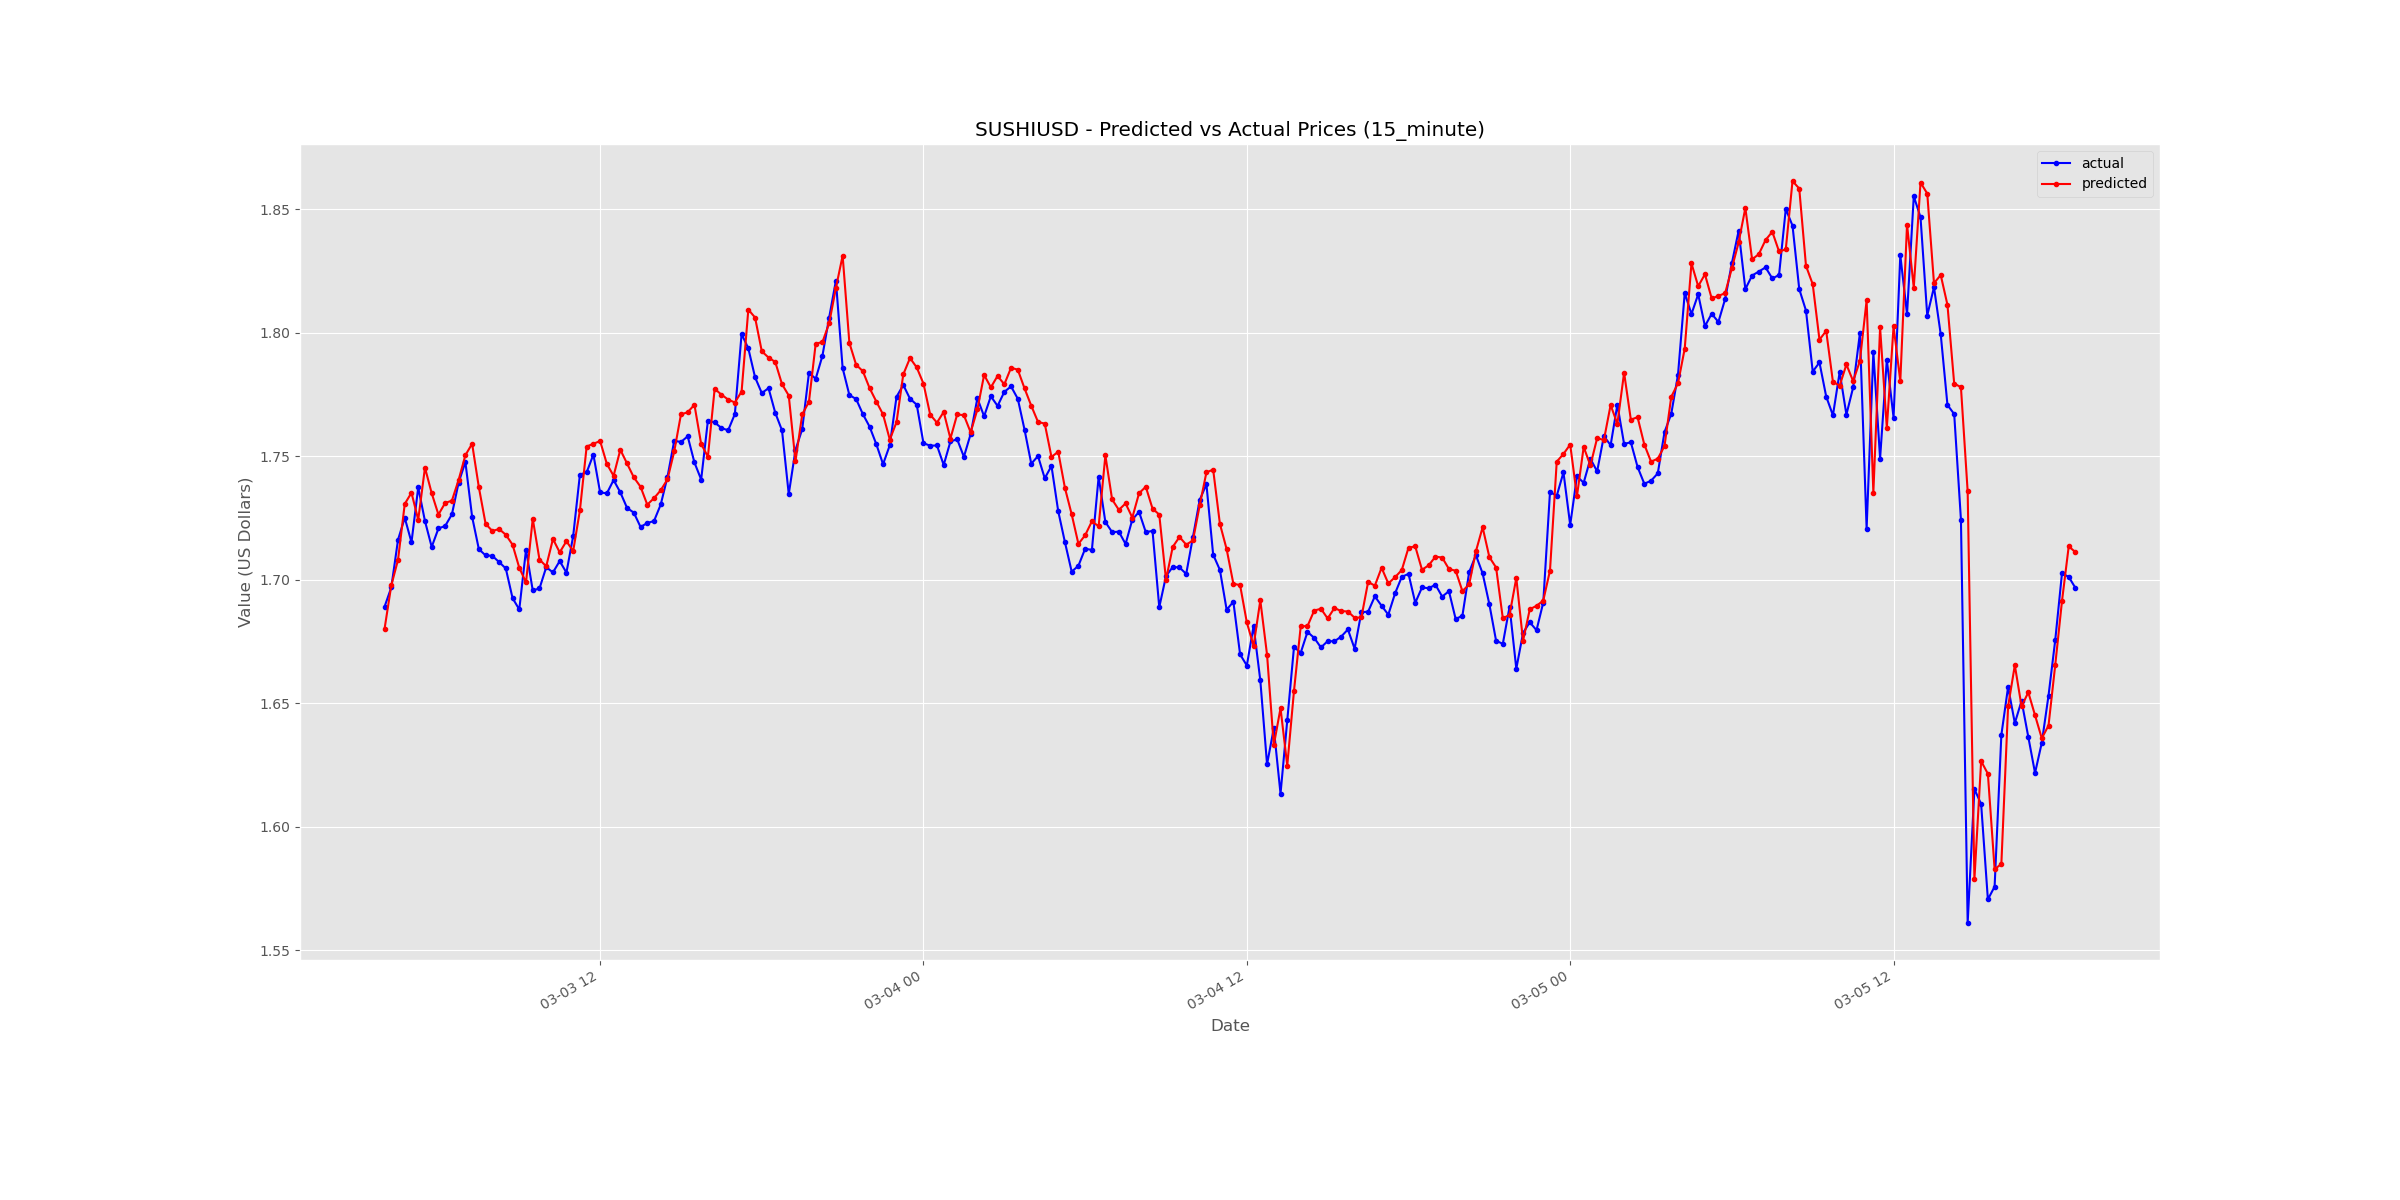 SUSHIUSD - Predicted vs Actual Prices (15_minute)
actual
predicted
1.85
1.80
1.75
1.70
1.65
1.60
1.55
Value (US Dollars)
03-03 12
03-04 00
03-04 12
03-05 00
03-05 12
Date